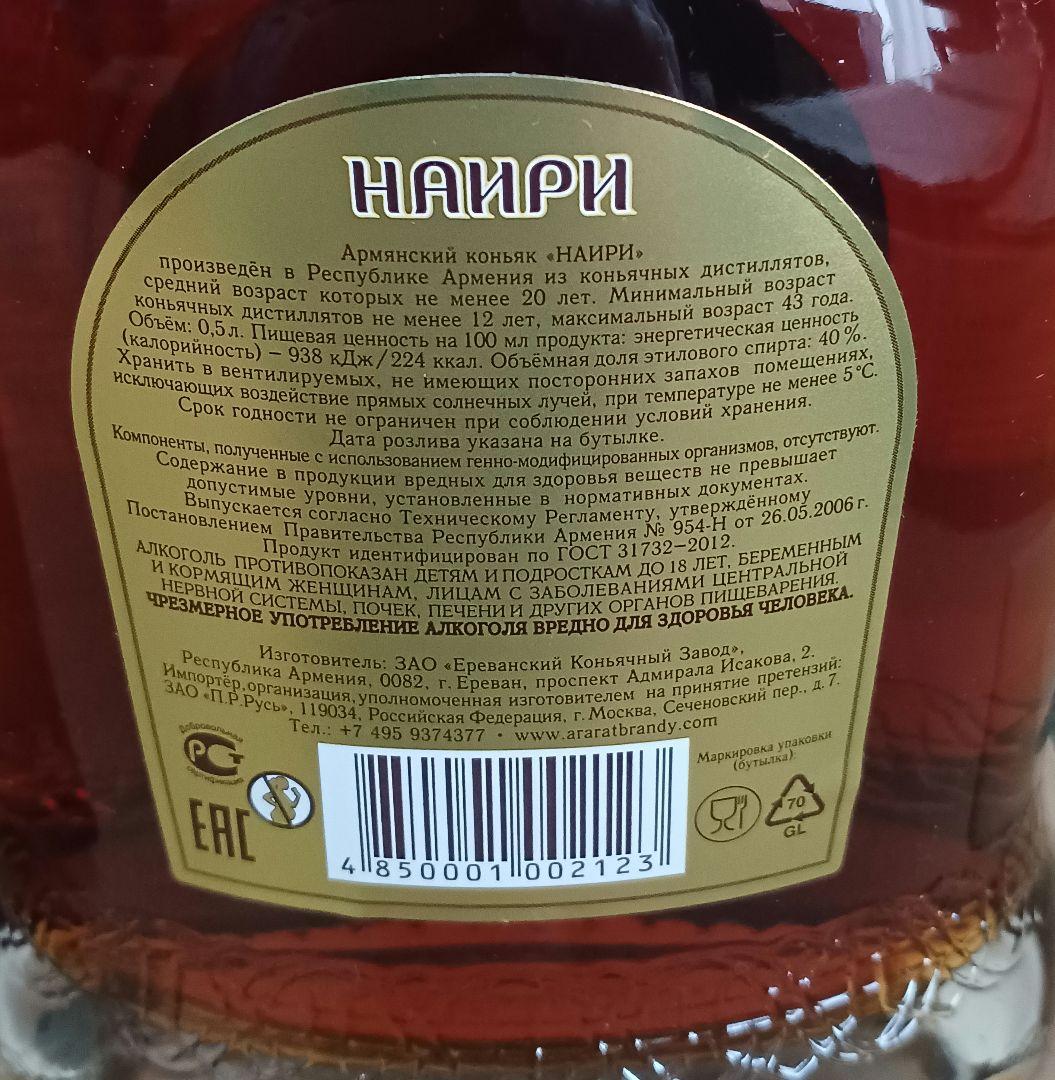 НАИРИ
Армянский коньяк «НАИРИ»
произведён в Республике Армения из коньячных дистиллятов,
средний возраст которых не менее 20 лет. Минимальный возраст
коньячных дистиллятов не менее 12 лет, максимальный возраст 43 года.
Объём: 0,5 л. Пищевая ценность на 100 мл продукта: энергетическая ценность
(калорийность) – 938 кДж/224 ккал. Объёмная доля этилового спирта: 40 %.
Хранить в вентилируемых, не имеющих посторонних запахов помещениях,
исключающих воздействие прямых солнечных лучей, при температуре не менее 5°С.
Срок годности не ограничен при соблюдении условий хранения.
Дата розлива указана на бутылке.
Компоненты, полученные с использованием генно-модифицированных организмов, отсутствуют.
Содержание в продукции вредных для здоровья веществ не превышает
допустимые уровни, установленные в нормативных документах.
Выпускается согласно Техническому Регламенту, утверждённому
Постановлением Правительства Республики Армения № 954-Н от 26.05.2006 г.
Продукт идентифицирован по ГОСТ 31732–2012.
АЛКОГОЛЬ ПРОТИВОПОКАЗАН ДЕТЯМ И ПОДРОСТКАМ ДО 18 ЛЕТ, БЕРЕМЕННЫМ
И КОРМЯЩИМ ЖЕНЩИНАМ, ЛИЦАМ С ЗАБОЛЕВАНИЯМИ ЦЕНТРАЛЬНОЙ
НЕРВНОЙ СИСТЕМЫ, ПОЧЕК, ПЕЧЕНИ И ДРУГИХ ОРГАНОВ ПИЩЕВАРЕНИЯ.
ЧРЕЗМЕРНОЕ УПОТРЕБЛЕНИЕ АЛКОГОЛЯ ВРЕДНО ДЛЯ ЗДОРОВЬЯ ЧЕЛОВЕКА.
Изготовитель: ЗАО «Ереванский Коньячный Завод»,
Республика Армения, 0082, г. Ереван, проспект Адмирала Исакова, 2.
Импортёр, организация, уполномоченная изготовителем на принятие претензий:
ЗАО «П.Р.Русь», 119034, Российская Федерация, г. Москва, Сеченовский пер., д. 7.
Тел.: +7 495 9374377 • www.araratbrandy.com
Добровольная
РСТ
сертификация
ЕАС
4 850001 002123
Маркировка упаковки
(бутылка):
70
GL